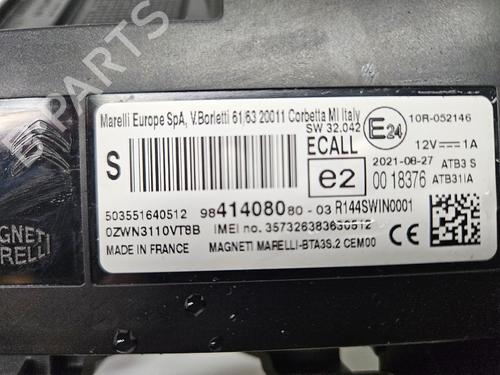 B-PARTS
Marelli Europe SpA, V.Borletti 61/63 20011 Corbetta MI Italy
SW 32.042
E24
10R-052146
S
ECALL
12V⎓1A
2021-08-27 ATB3 S
e2
00 18376 ATB31IA
503551640512
9841408080-03 R144SWIN0001
0ZWN3110VT8B
IMEI no. 357326383630512
MADE IN FRANCE
MAGNETI MARELLI-BTA3S.2 CEM00
MAGNETI
MARELLI